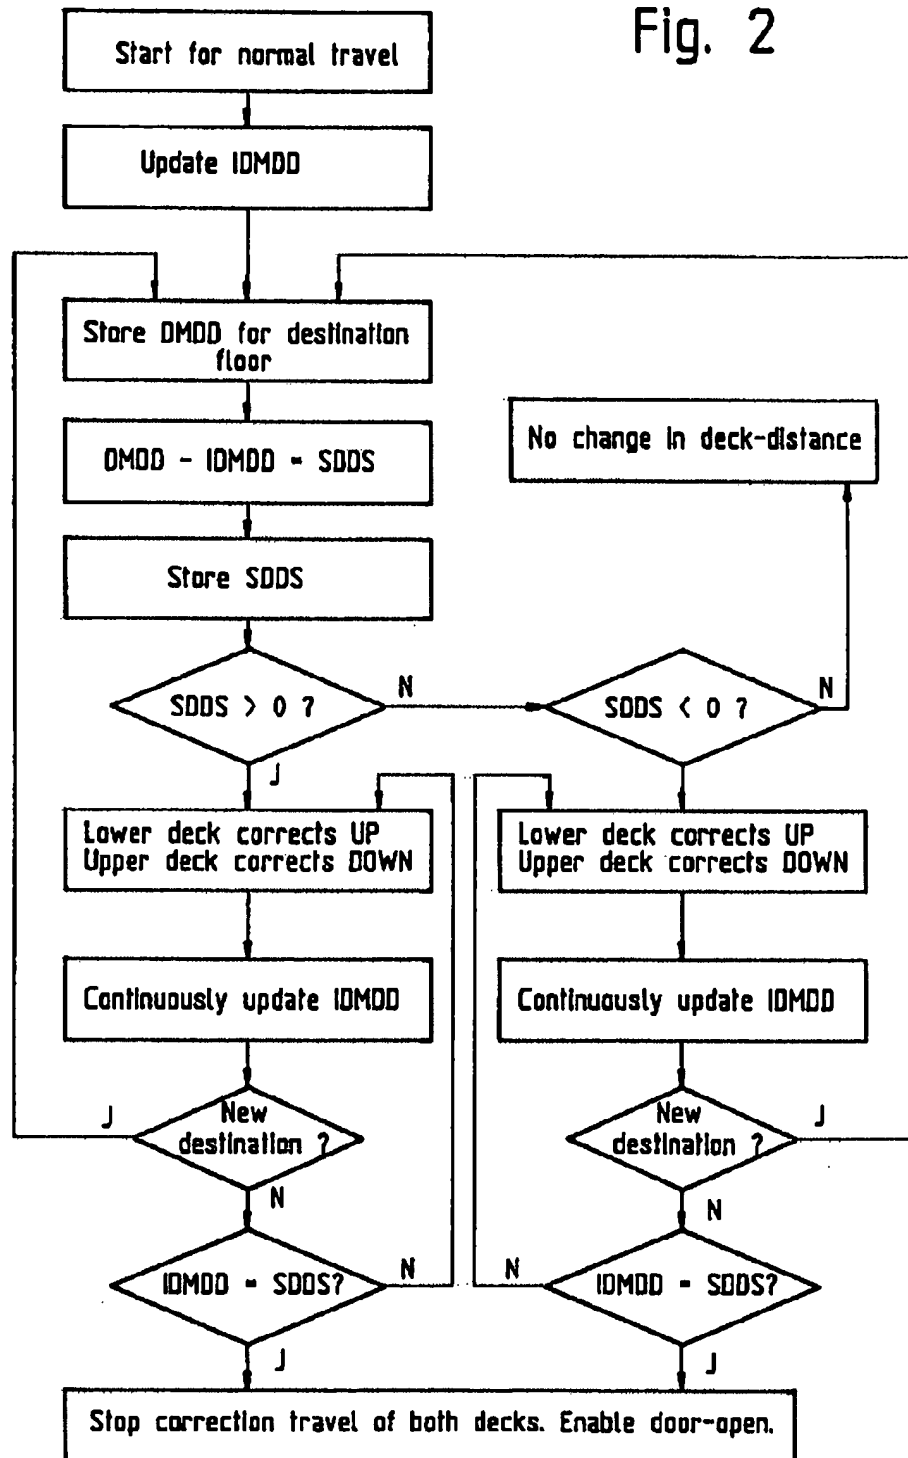 Fig. 2
Start for normal travel
Update IDMDD
Store DMDD for destination
floor
DMDD - IDMDD = SDDS
No change in deck-distance
Store SDDS
SDDS > 0 ?
N
SDDS < 0 ?
N
J
Lower deck corrects UP
Upper deck corrects DOWN
Lower deck corrects UP
Upper deck corrects DOWN
Continuously update IDMDD
Continuously update IDMDD
J
New
destination ?
New
destination ?
J
N
N
IDMDD = SDDS?
N
N
IDMDD = SDDS?
J
J
Stop correction travel of both decks. Enable door-open.